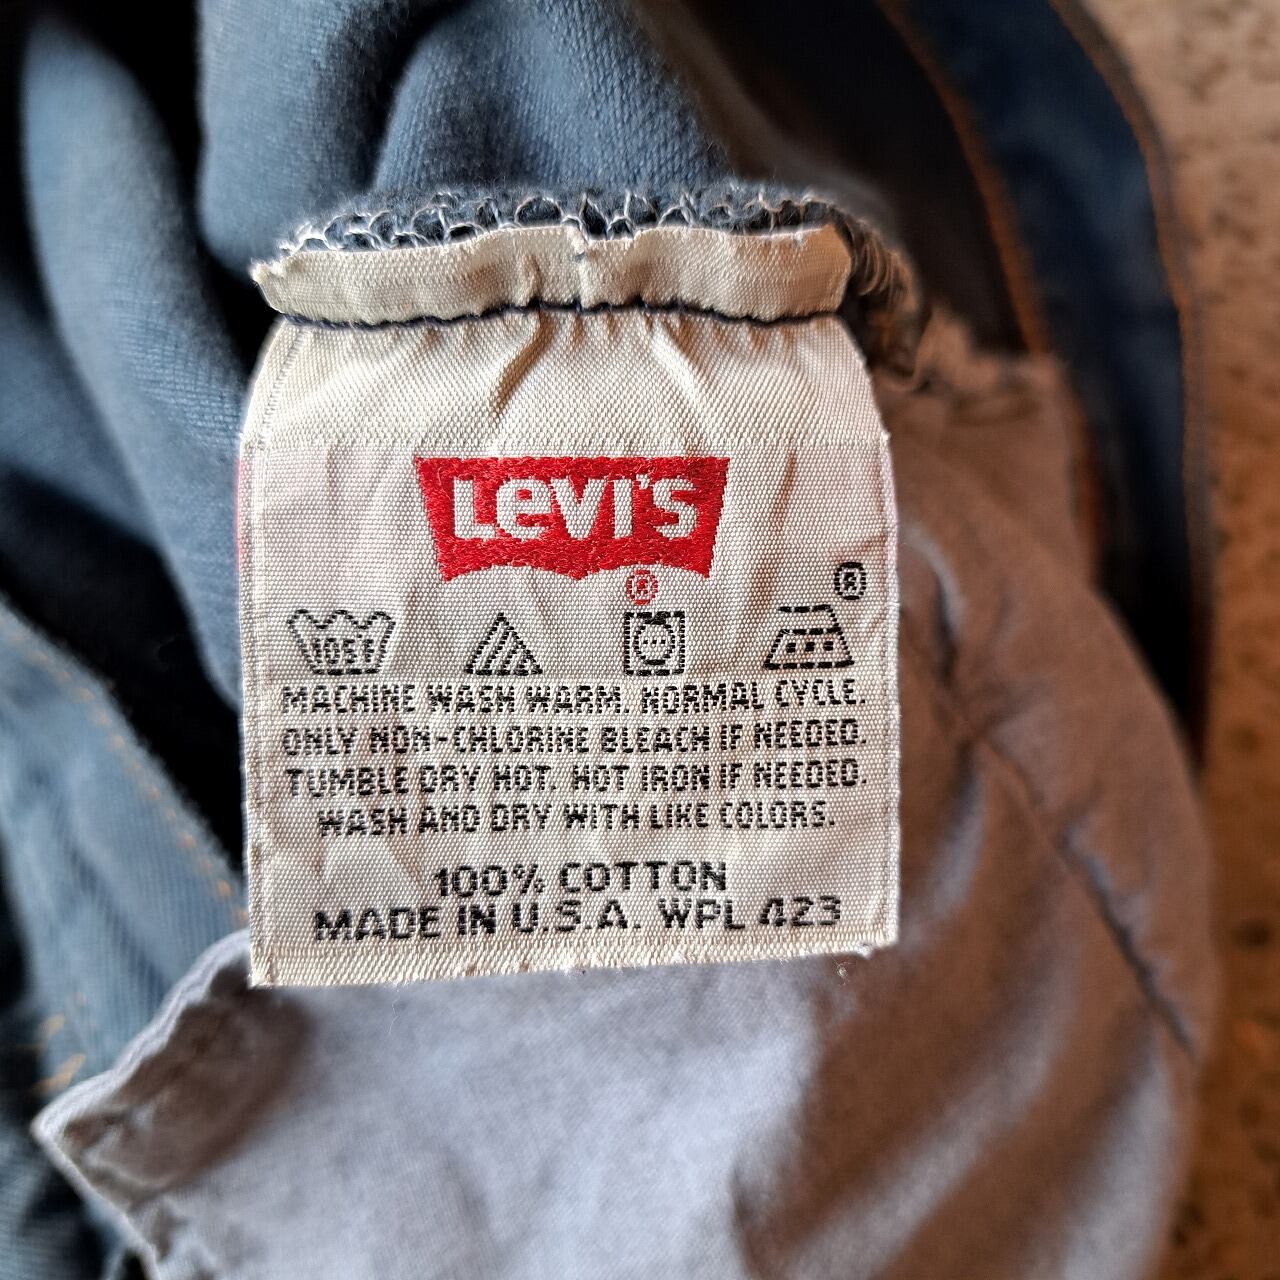 Levi's
®
®
105F
MACHINE WASH WARM. NORMAL CYCLE.
ONLY NON-CHLORINE BLEACH IF NEEDED.
TUMBLE DRY HOT. HOT IRON IF NEEDED.
WASH AND DRY WITH LIKE COLORS.
100% COTTON
MADE IN U.S.A. WPL 423